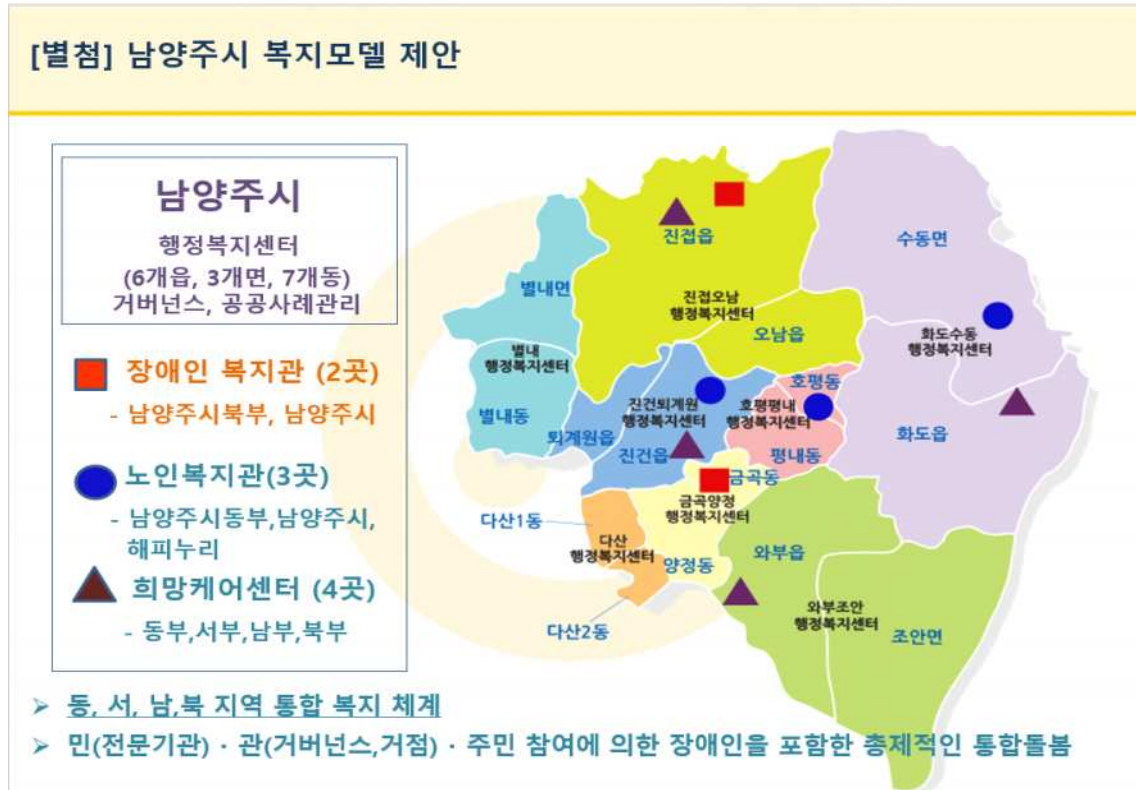 [별첨] 남양주시 복지모델 제안
남양주시
행정복지센터
(6개읍, 3개면, 7개동)
거버넌스, 공공사례관리
장애인 복지관 (2곳)
- 남양주시북부, 남양주시
노인복지관(3곳)
- 남양주시동부,남양주시,
해피누리
희망케어센터 (4곳)
- 동부,서부,남부,북부
진접읍
수동면
별내면
진접오남
행정복지센터
오남읍
화도수동
행정복지센터
별내
행정복지센터
호평동
별내동
진건퇴계원
행정복지센터
호평평내
행정복지센터
퇴계원읍
진건읍
평내동
화도읍
금곡동
금곡양정
행정복지센터
다산1동
다산
행정복지센터
양정동
와부읍
다산2동
와부조안
행정복지센터
조안면
➢ 동, 서, 남,북 지역 통합 복지 체계
➢ 민(전문기관) · 관(거버넌스,거점) · 주민 참여에 의한 장애인을 포함한 총제적인 통합돌봄